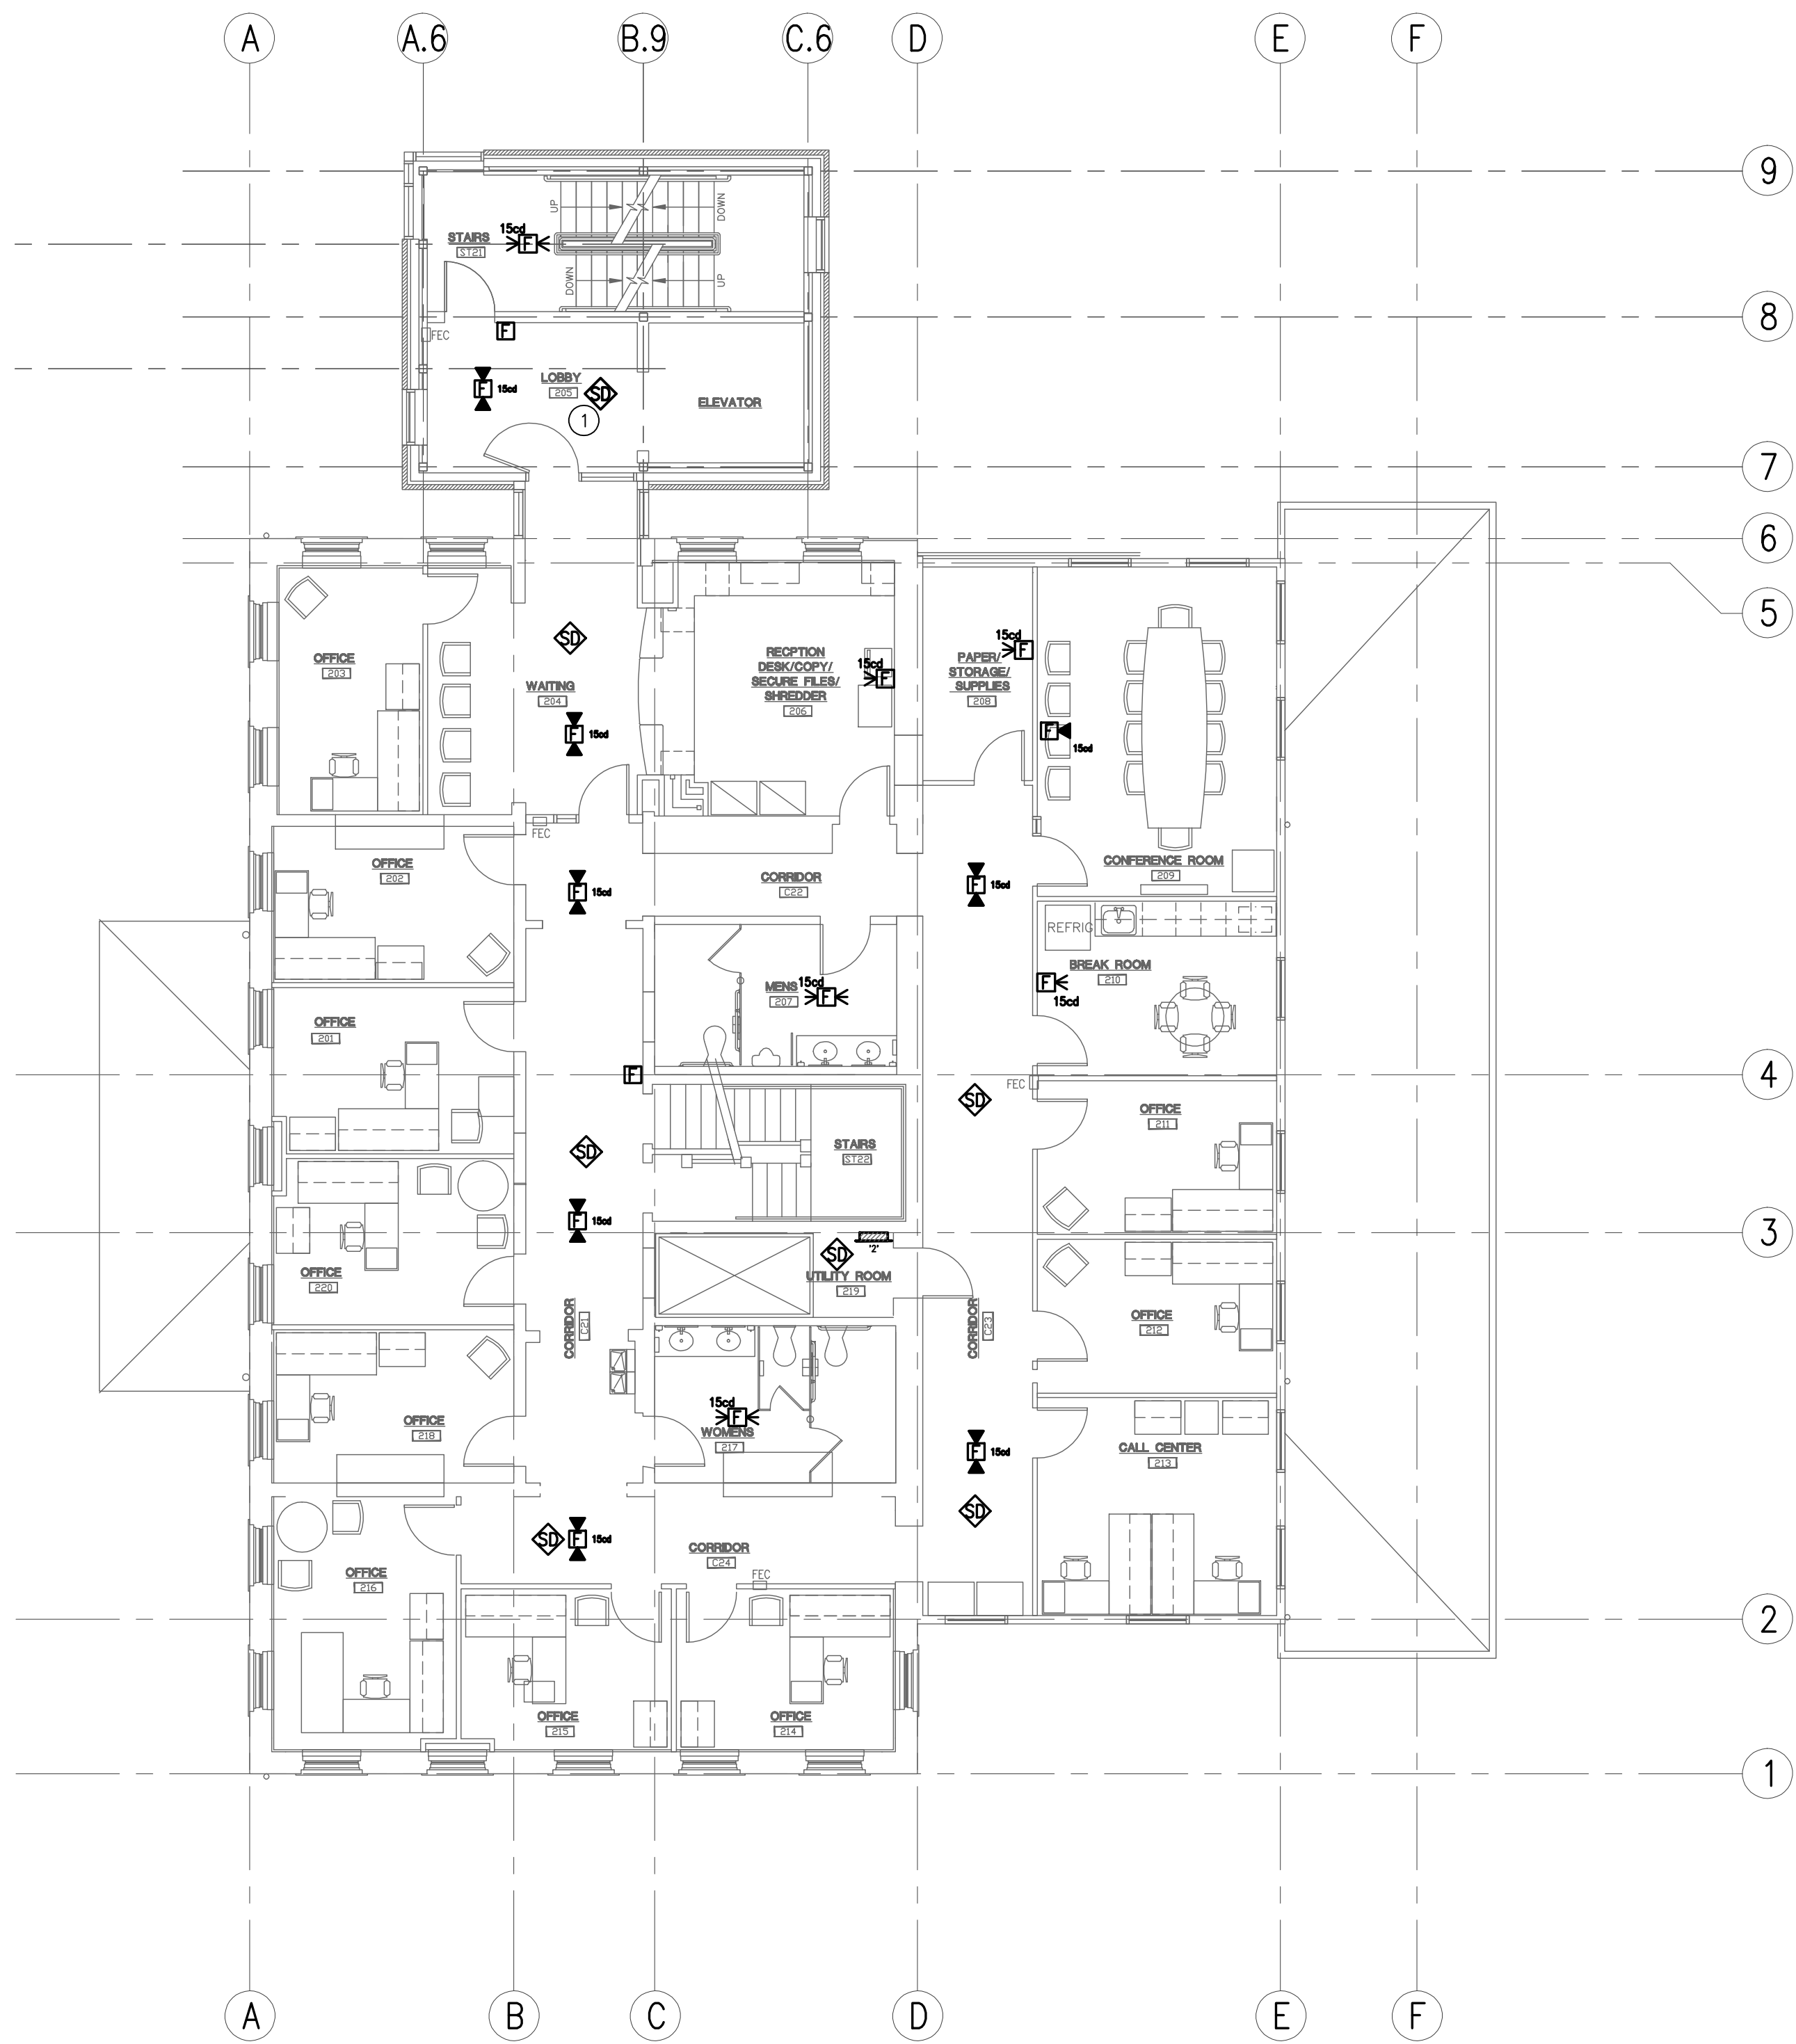 A
A.6
B.9
C.6
D
E
F
9
8
7
6
5
4
3
2
1
UP
DOWN
15cd
F
STAIRS
ST21
DOWN
UP
F
FEC
LOBBY
205
F
15cd
SD
1
ELEVATOR
SD
OFFICE
203
WAITING
204
F
15cd
RECPTION
DESK/COPY/
SECURE FILES/
SHREDDER
206
15cd
F
15cd
F
PAPER/
STORAGE/
SUPPLIES
208
F
15cd
FEC
OFFICE
202
F
15cd
CORRIDOR
C22
F
15cd
CONFERENCE ROOM
209
REFRIG
BREAK ROOM
210
F
15cd
MENS
207
15cd
F
OFFICE
201
F
FEC
SD
OFFICE
211
SD
STAIRS
ST22
F
15cd
'2'
SD
UTILITY ROOM
219
OFFICE
220
CORRIDOR
C21
CORRIDOR
C23
OFFICE
212
15cd
F
WOMENS
217
OFFICE
218
F
15cd
CALL CENTER
213
SD
SD
F
15cd
CORRIDOR
C24
FEC
OFFICE
216
OFFICE
215
OFFICE
214
A
B
C
D
E
F